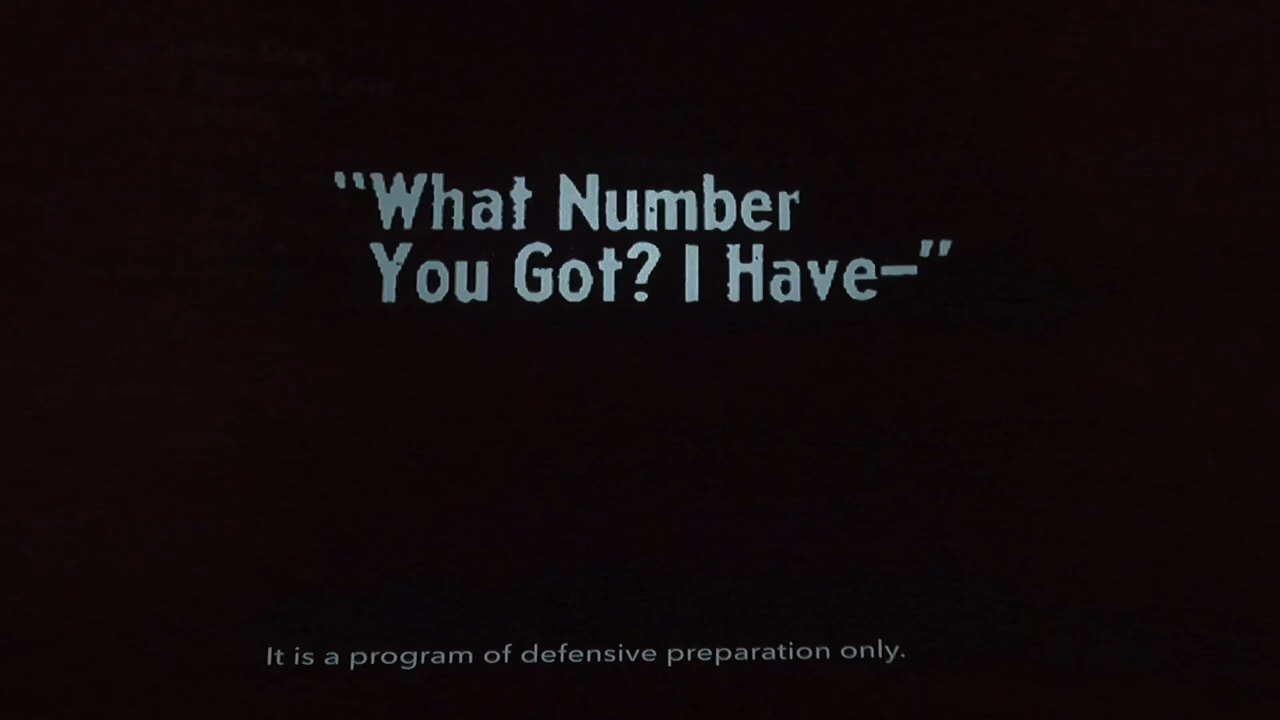 "What Number
You Got? I Have—"
It is a program of defensive preparation only.